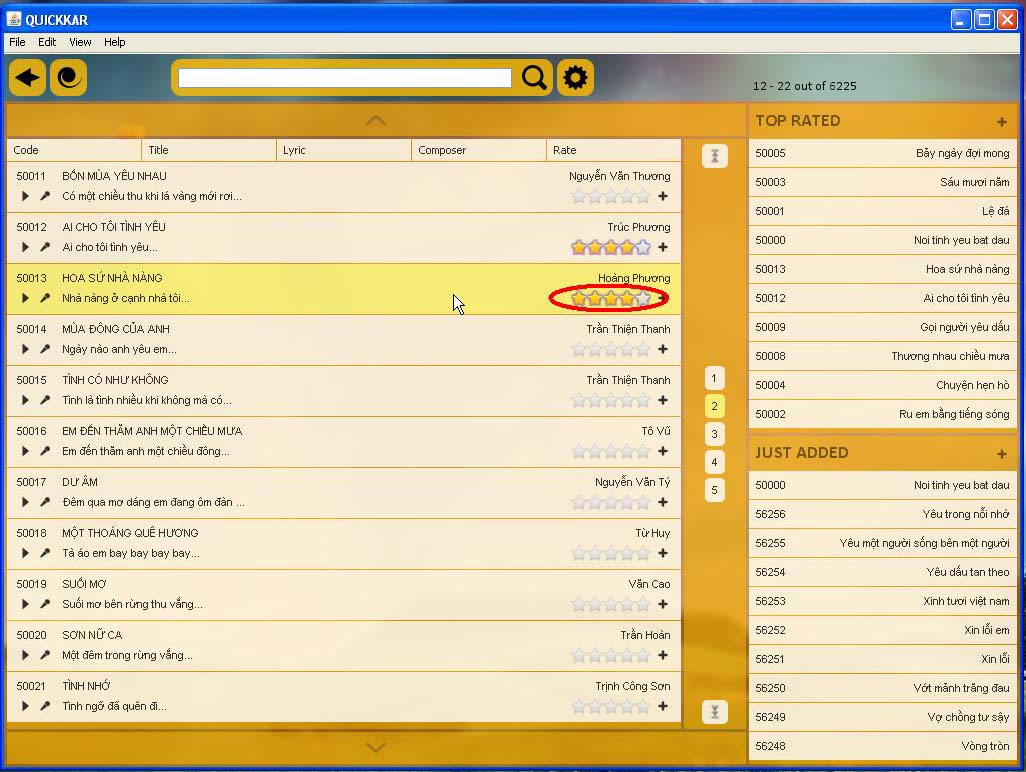 QUICKKAR
File Edit View Help
12 - 22 out of 6225
Code Title Lyric Composer Rate
50011 BỐN MÙA YÊU NHAU Nguyễn Văn Thương
Có một chiều thu khi lá vàng mới rơi...
50012 AI CHO TÔI TÌNH YÊU Trúc Phương
Ai cho tôi tình yêu...
50013 HOA SỨ NHÀ NÀNG Hoàng Phương
Nhà nàng ở cạnh nhà tôi...
50014 MÙA ĐÔNG CỦA ANH Trần Thiện Thanh
Ngày nào anh yêu em...
50015 TÌNH CÓ NHƯ KHÔNG Trần Thiện Thanh
Tình là tình nhiều khi không mà có...
50016 EM ĐẾN THĂM ANH MỘT CHIỀU MƯA Tô Vũ
Em đến thăm anh một chiều đông...
50017 DƯ ÂM Nguyễn Văn Tý
Đêm qua mơ dáng em đang ôm đàn ...
50018 MỘT THOÁNG QUÊ HƯƠNG Từ Huy
Tà áo em bay bay bay bay...
50019 SUỐI MƠ Văn Cao
Suối mơ bên rừng thu vắng...
50020 SƠN NỮ CA Trần Hoàn
Một đêm trong rừng vắng...
50021 TÌNH NHỚ Trịnh Công Sơn
Tình ngỡ đã quên đi...
1
2
3
4
5
TOP RATED +
50005 Bảy ngày đợi mong
50003 Sáu mươi năm
50001 Lệ đá
50000 Noi tinh yeu bat dau
50013 Hoa sứ nhà nàng
50012 Ai cho tôi tình yêu
50009 Gọi người yêu dấu
50008 Thương nhau chiều mưa
50004 Chuyện hẹn hò
50002 Ru em bằng tiếng sóng
JUST ADDED +
50000 Noi tinh yeu bat dau
56256 Yêu trong nỗi nhớ
56255 Yêu một người sống bên một người
56254 Yêu dấu tan theo
56253 Xinh tươi việt nam
56252 Xin lỗi em
56251 Xin lỗi
56250 Vớt mảnh trăng đau
56249 Vợ chồng tư sậy
56248 Vòng tròn